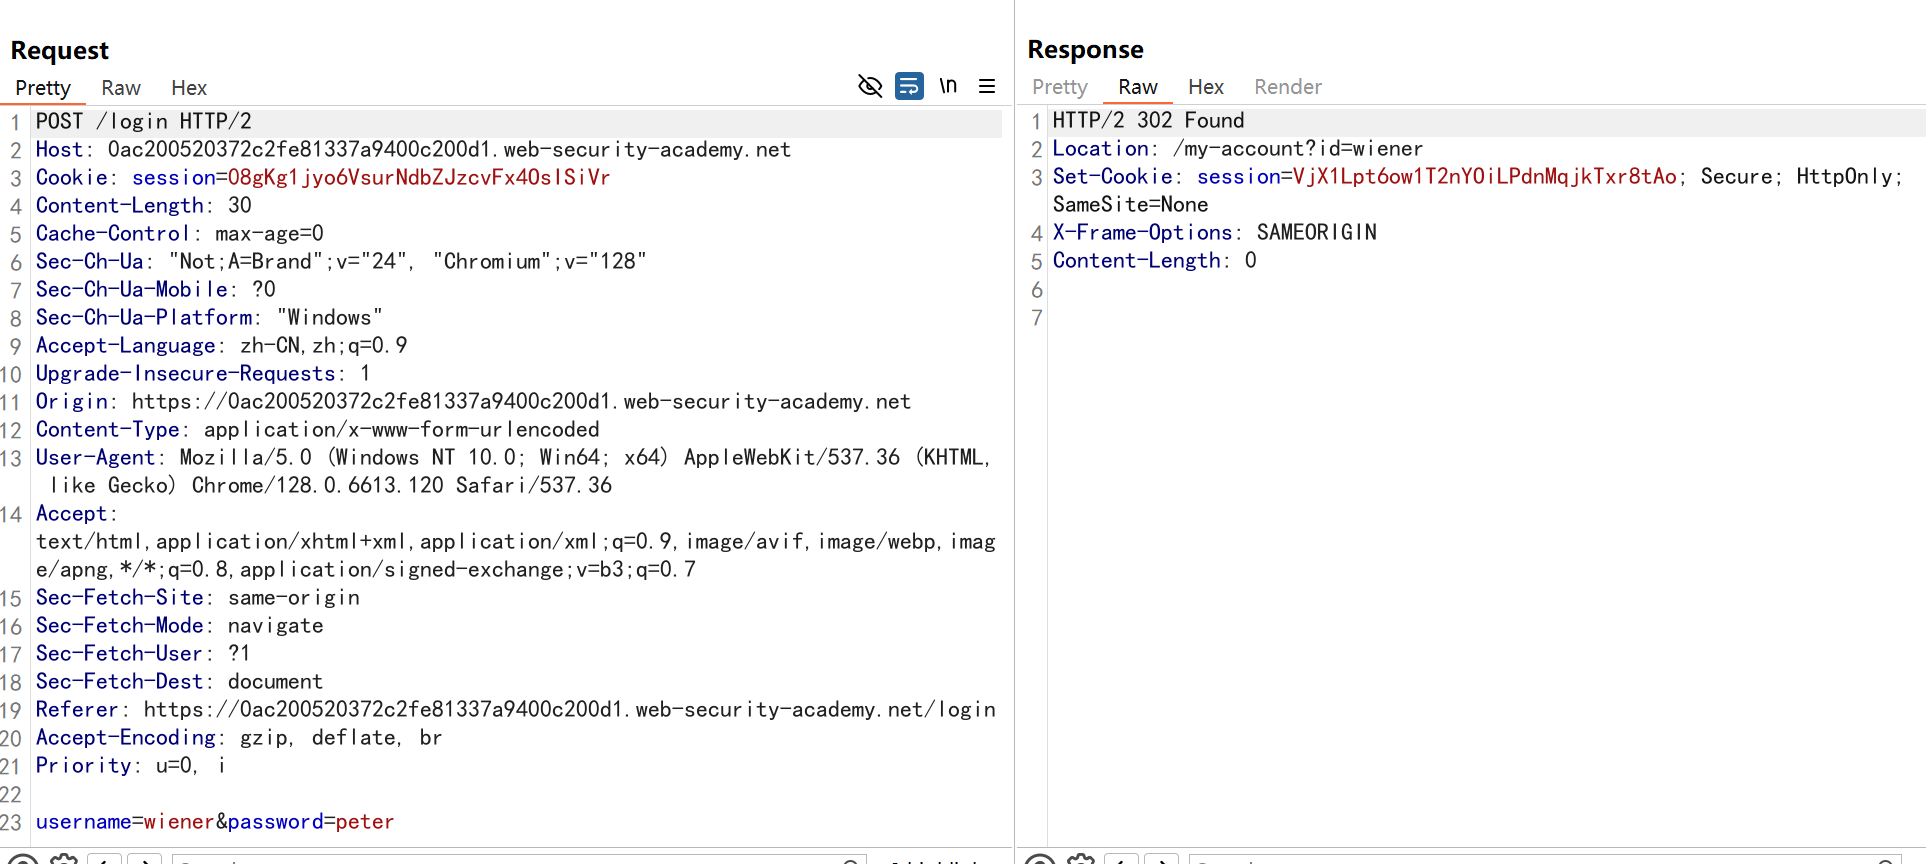 Request
Pretty Raw Hex \n
1 POST /login HTTP/2
2 Host: 0ac200520372c2fe81337a9400c200d1.web-security-academy.net
3 Cookie: session=08gKg1jyo6VsurNdbZJzcvFx4OslSiVr
4 Content-Length: 30
5 Cache-Control: max-age=0
6 Sec-Ch-Ua: "Not;A=Brand";v="24", "Chromium";v="128"
7 Sec-Ch-Ua-Mobile: ?0
8 Sec-Ch-Ua-Platform: "Windows"
9 Accept-Language: zh-CN,zh;q=0.9
10 Upgrade-Insecure-Requests: 1
11 Origin: https://0ac200520372c2fe81337a9400c200d1.web-security-academy.net
12 Content-Type: application/x-www-form-urlencoded
13 User-Agent: Mozilla/5.0 (Windows NT 10.0; Win64; x64) AppleWebKit/537.36 (KHTML,
like Gecko) Chrome/128.0.6613.120 Safari/537.36
14 Accept:
text/html,application/xhtml+xml,application/xml;q=0.9,image/avif,image/webp,imag
e/apng,*/*;q=0.8,application/signed-exchange;v=b3;q=0.7
15 Sec-Fetch-Site: same-origin
16 Sec-Fetch-Mode: navigate
17 Sec-Fetch-User: ?1
18 Sec-Fetch-Dest: document
19 Referer: https://0ac200520372c2fe81337a9400c200d1.web-security-academy.net/login
20 Accept-Encoding: gzip, deflate, br
21 Priority: u=0, i
22
23 username=wiener&password=peter
Response
Pretty Raw Hex Render
1 HTTP/2 302 Found
2 Location: /my-account?id=wiener
3 Set-Cookie: session=VjX1Lpt6ow1T2nYOiLPdnMqjkTxr8tAo; Secure; HttpOnly;
SameSite=None
4 X-Frame-Options: SAMEORIGIN
5 Content-Length: 0
6
7